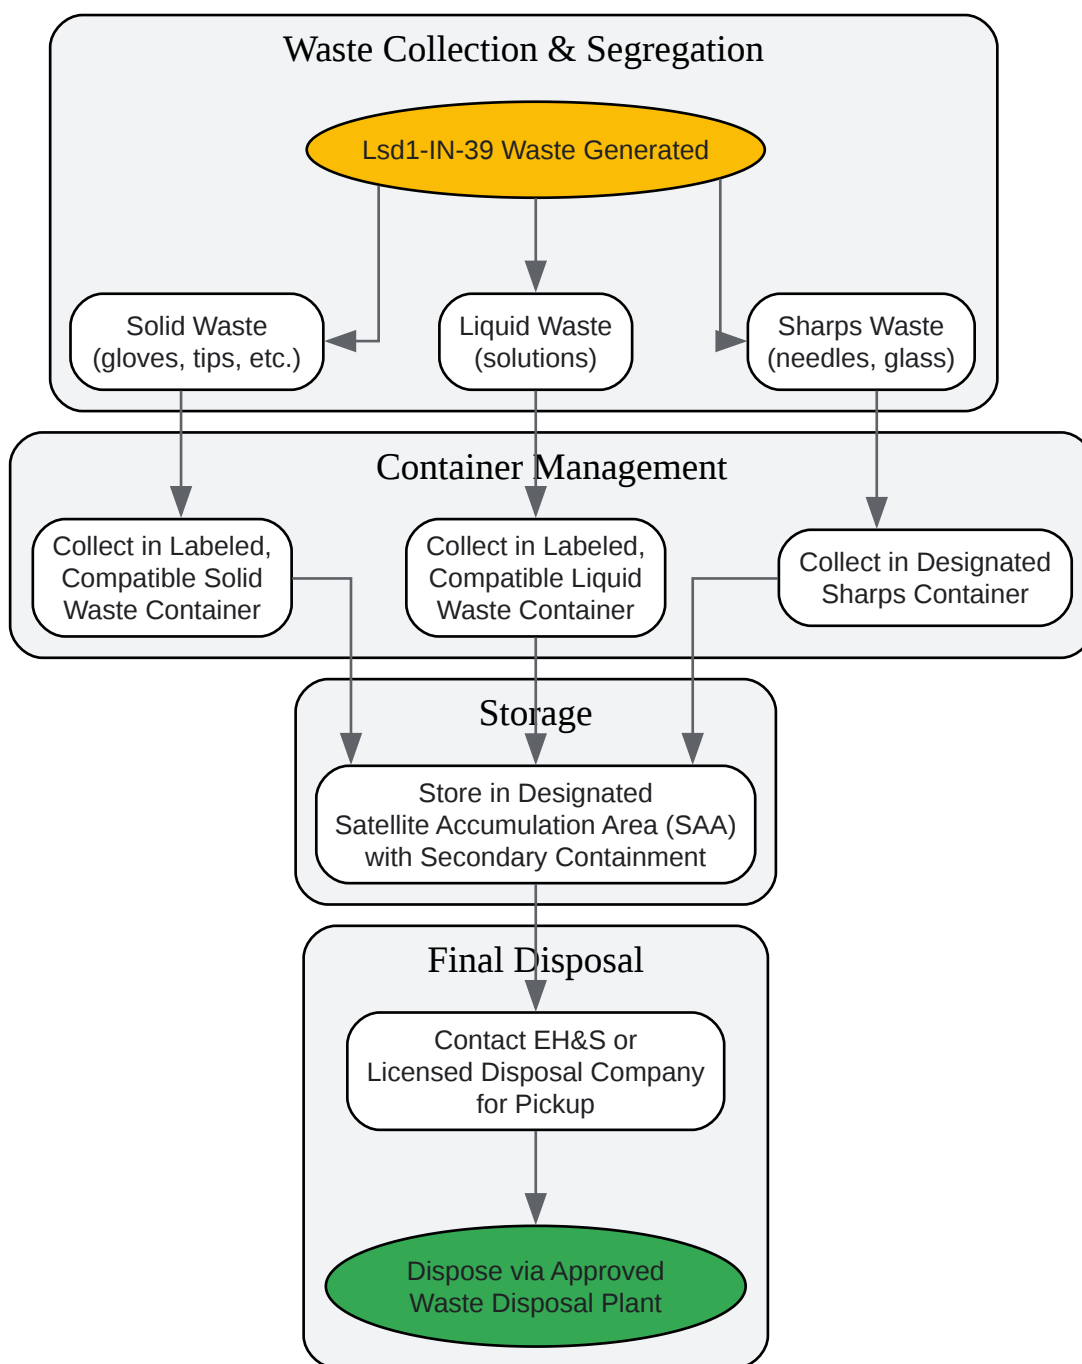 Waste Collection & Segregation
Lsd1-IN-39 Waste Generated
Solid Waste
(gloves, tips, etc.)
Liquid Waste
(solutions)
Sharps Waste
(needles, glass)
Container Management
Collect in Labeled,
Compatible Solid
Waste Container
Collect in Labeled,
Compatible Liquid
Waste Container
Collect in Designated
Sharps Container
Storage
Store in Designated
Satellite Accumulation Area (SAA)
with Secondary Containment
Final Disposal
Contact EH&S or
Licensed Disposal Company
for Pickup
Dispose via Approved
Waste Disposal Plant